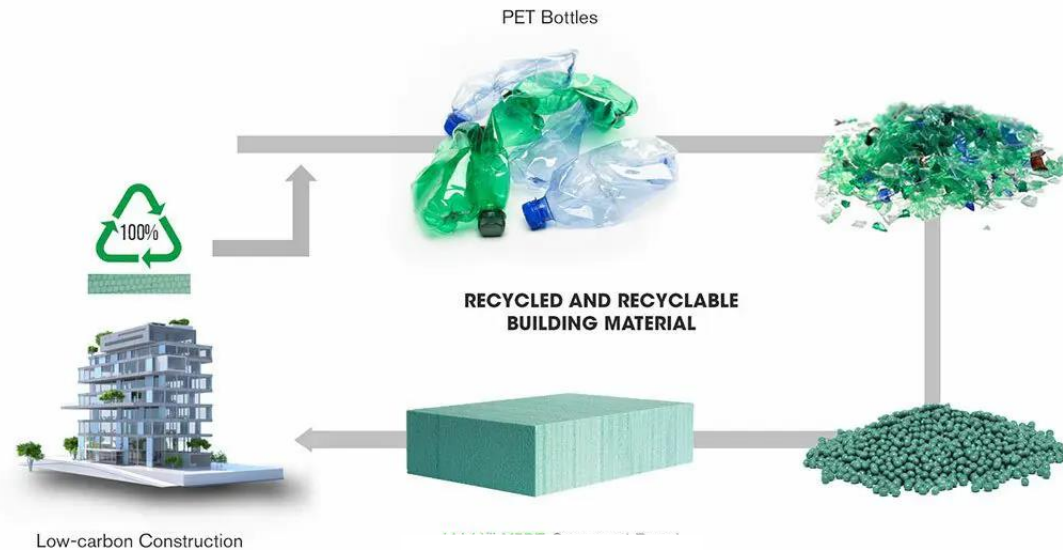 PET Bottles
100%
RECYCLED AND RECYCLABLE
BUILDING MATERIAL
Low-carbon Construction